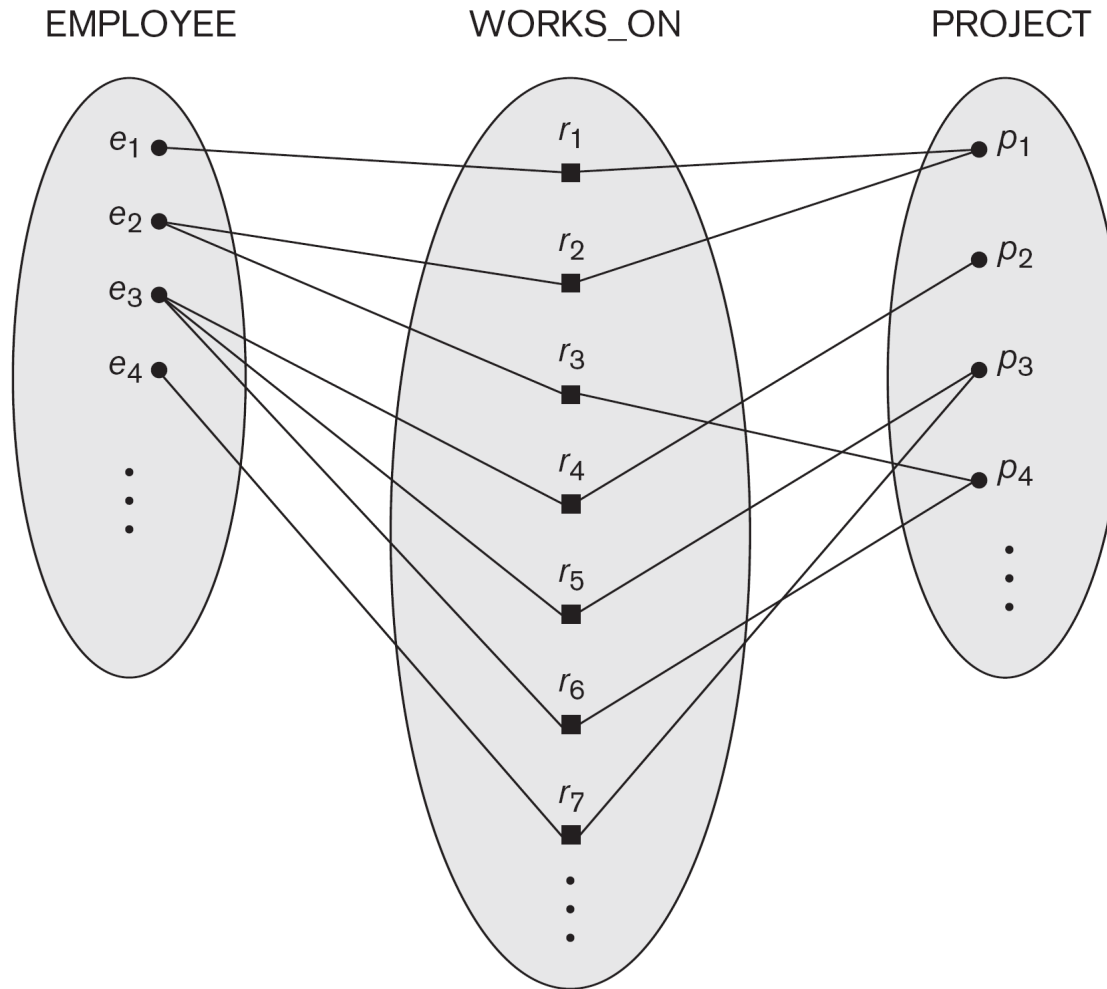 EMPLOYEE WORKS_ON PROJECT
e1 r1 p1
e2 r2 p2
e3 r3 p3
e4 r4 p4
r5
r6
r7